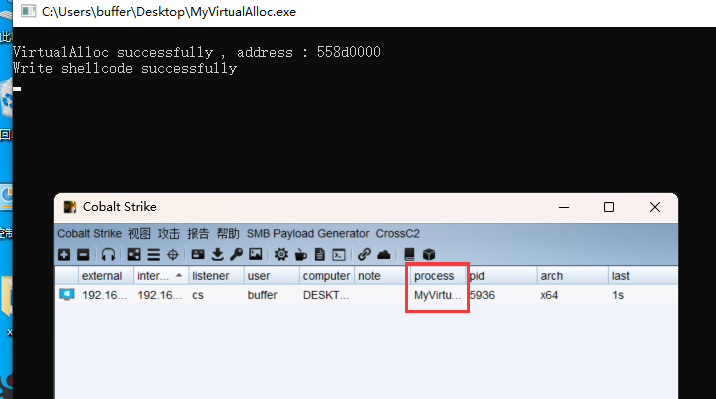 C:\Users\buffer\Desktop\MyVirtualAlloc.exe
VirtualAlloc successfully , address : 558d0000
Write shellcode successfully
Cobalt Strike
Cobalt Strike 视图 攻击 报告 帮助 SMB Payload Generator CrossC2
external inter... listener user computer note process pid arch last
192.16... 192.16... cs buffer DESKT... MyVirtu... 5936 x64 1s